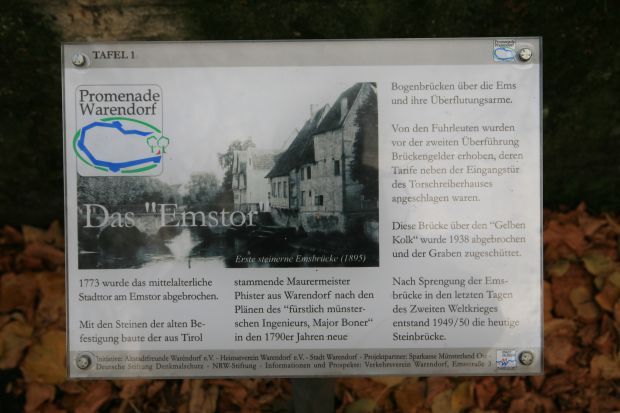 TAFEL 1
Promenade
Warendorf
Das "Emstor
Erste steinerne Emsbrücke (1895)
1773 wurde das mittelalterliche
Stadttor am Emstor abgebrochen.
Mit den Steinen der alten Be-
festigung baute der aus Tirol
stammende Maurermeister
Phister aus Warendorf nach den
Plänen des "fürstlich münster-
schen Ingenieurs, Major Boner"
in den 1790er Jahren neue
Bogenbrücken über die Ems
und ihre Überflutungsarme.
Von den Fuhrleuten wurden
vor der zweiten Überführung
Brückengelder erhoben, deren
Tarife neben der Eingangstür
des Torschreiberhauses
angeschlagen waren.
Diese Brücke über den "Gelben
Kolk" wurde 1938 abgebrochen
und der Graben zugeschüttet.
Nach Sprengung der Ems-
brücke in den letzten Tagen
des Zweiten Weltkrieges
entstand 1949/50 die heutige
Steinbrücke.
Initiative: Altstadtfreunde Warendorf e.V. - Heimatverein Warendorf e.V. - Stadt Warendorf - Projektpartner: Sparkasse Münsterland Ost
Deutsche Stiftung Denkmalschutz - NRW-Stiftung - Informationen und Prospekte: Verkehrsverein Warendorf, Emsstraße